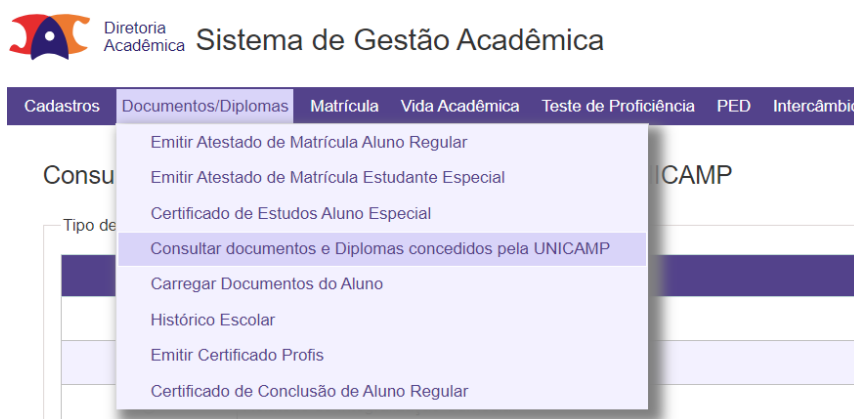 Diretoria
Acadêmica
Sistema de Gestão Acadêmica
Cadastros Documentos/Diplomas Matrícula Vida Acadêmica Teste de Proficiência PED Intercâmbio
Emitir Atestado de Matrícula Aluno Regular
Emitir Atestado de Matrícula Estudante Especial
Certificado de Estudos Aluno Especial
Consultar documentos e Diplomas concedidos pela UNICAMP
Carregar Documentos do Aluno
Histórico Escolar
Emitir Certificado Profis
Certificado de Conclusão de Aluno Regular
Consu ICAMP
Tipo de